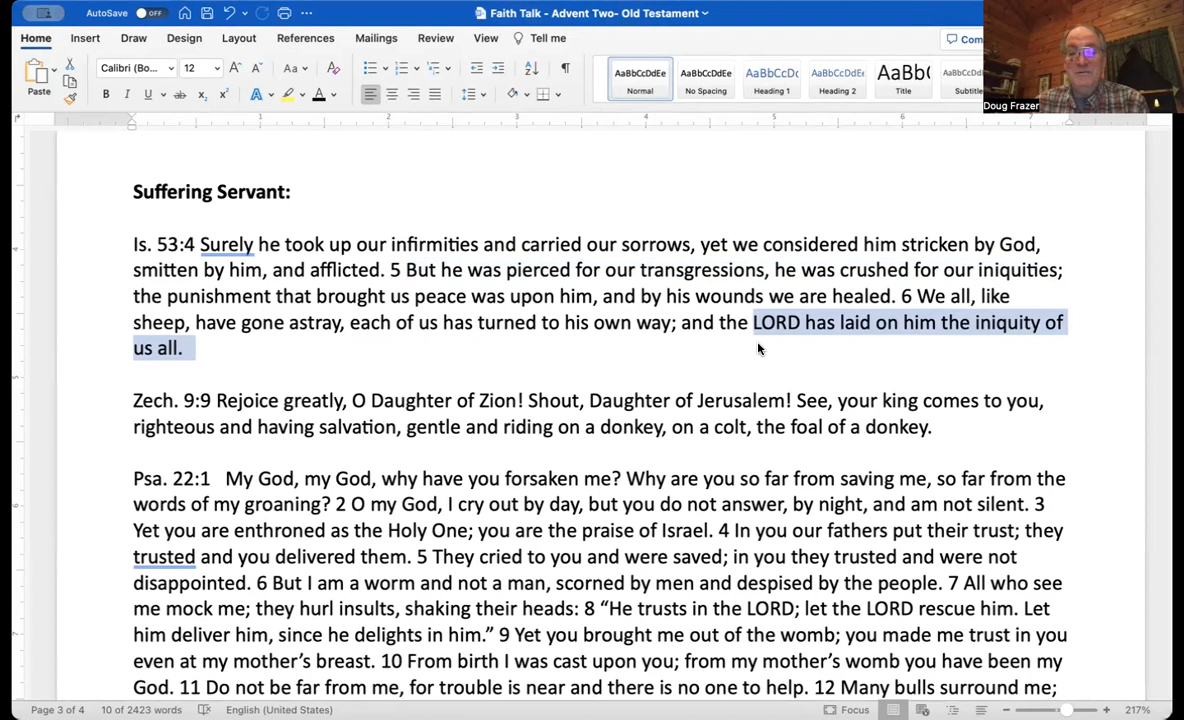 AutoSave OFF
Faith Talk - Advent Two- Old Testament
Home Insert Draw Design Layout References Mailings Review View Tell me
Com
Paste
Calibri (Bo... 12
AaBbCcDdEe AaBbCcDdEe AaBbCcDc AaBbCcDdEe AaBbC AaBbCcDdE
Normal No Spacing Heading 1 Heading 2 Title Subtitle
Doug Frazer
1 2 3 4 5 6 7
Suffering Servant:
Is. 53:4 Surely he took up our infirmities and carried our sorrows, yet we considered him stricken by God,
smitten by him, and afflicted. 5 But he was pierced for our transgressions, he was crushed for our iniquities;
the punishment that brought us peace was upon him, and by his wounds we are healed. 6 We all, like
sheep, have gone astray, each of us has turned to his own way; and the LORD has laid on him the iniquity of
us all.
Zech. 9:9 Rejoice greatly, O Daughter of Zion! Shout, Daughter of Jerusalem! See, your king comes to you,
righteous and having salvation, gentle and riding on a donkey, on a colt, the foal of a donkey.
Psa. 22:1 My God, my God, why have you forsaken me? Why are you so far from saving me, so far from the
words of my groaning? 2 O my God, I cry out by day, but you do not answer, by night, and am not silent. 3
Yet you are enthroned as the Holy One; you are the praise of Israel. 4 In you our fathers put their trust; they
trusted and you delivered them. 5 They cried to you and were saved; in you they trusted and were not
disappointed. 6 But I am a worm and not a man, scorned by men and despised by the people. 7 All who see
me mock me; they hurl insults, shaking their heads: 8 “He trusts in the LORD; let the LORD rescue him. Let
him deliver him, since he delights in him.” 9 Yet you brought me out of the womb; you made me trust in you
even at my mother’s breast. 10 From birth I was cast upon you; from my mother’s womb you have been my
God. 11 Do not be far from me, for trouble is near and there is no one to help. 12 Many bulls surround me;
Page 3 of 4 10 of 2423 words English (United States) Focus 217%